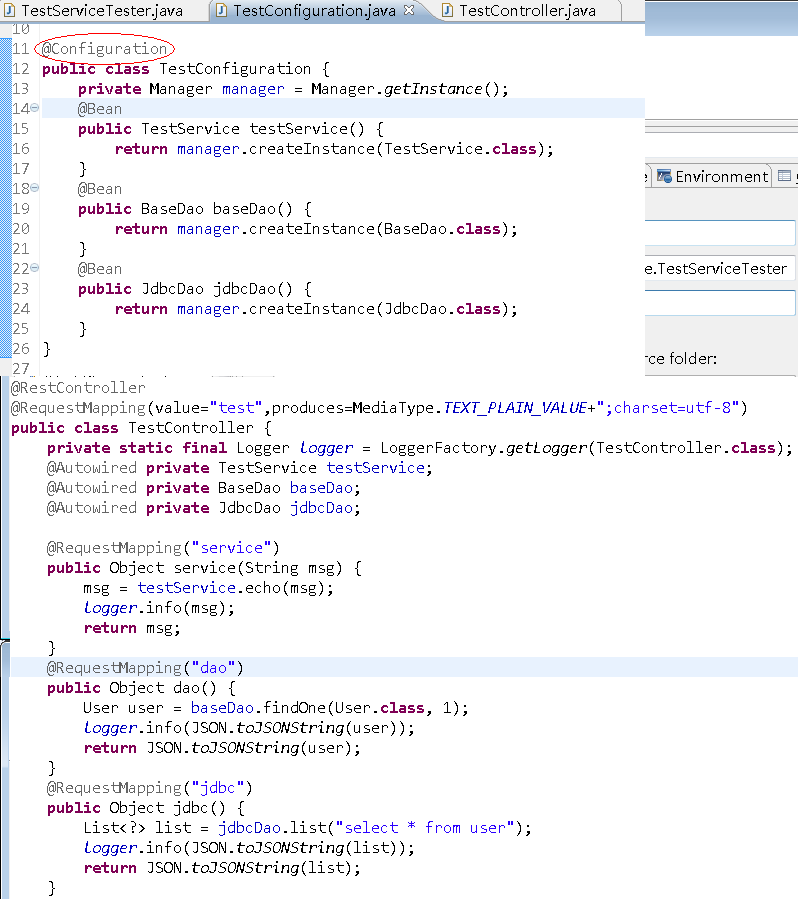 TestServiceTester.java TestConfiguration.java TestController.java
10
11 @Configuration
12 public class TestConfiguration {
13     private Manager manager = Manager.getInstance();
14     @Bean
15     public TestService testService() {
16         return manager.createInstance(TestService.class);
17     }
18     @Bean
19     public BaseDao baseDao() {
20         return manager.createInstance(BaseDao.class);
21     }
22     @Bean
23     public JdbcDao jdbcDao() {
24         return manager.createInstance(JdbcDao.class);
25     }
26 }
27
Environment
e.TestServiceTester
rce folder:
@RestController
@RequestMapping(value="test",produces=MediaType.TEXT_PLAIN_VALUE+";charset=utf-8")
public class TestController {
    private static final Logger logger = LoggerFactory.getLogger(TestController.class);
    @Autowired private TestService testService;
    @Autowired private BaseDao baseDao;
    @Autowired private JdbcDao jdbcDao;
    @RequestMapping("service")
    public Object service(String msg) {
        msg = testService.echo(msg);
        logger.info(msg);
        return msg;
    }
    @RequestMapping("dao")
    public Object dao() {
        User user = baseDao.findOne(User.class, 1);
        logger.info(JSON.toJSONString(user));
        return JSON.toJSONString(user);
    }
    @RequestMapping("jdbc")
    public Object jdbc() {
        List<?> list = jdbcDao.list("select * from user");
        logger.info(JSON.toJSONString(list));
        return JSON.toJSONString(list);
    }